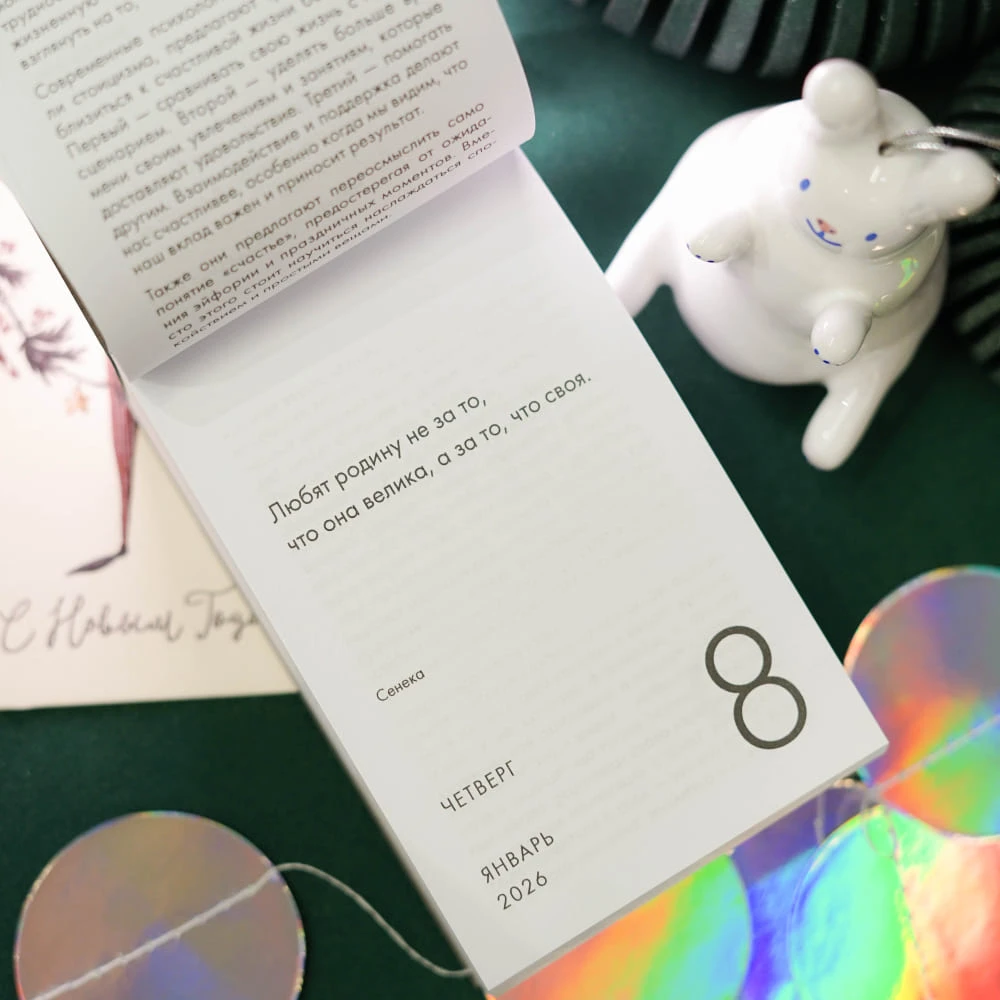 взглянуть на то,
Современные психологи
ли стоицизма, предлагают
близиться к счастливой жизни
Первый — сравнивать свою жизнь с
сценарием. Второй — уделять больше
мени своим увлечениям и занятиям, которые
доставляют удовольствие. Третий — помогать
другим. Взаимодействие и поддержка делают
нас счастливее, особенно когда мы видим, что
наш вклад важен и приносит результат.
Также они предлагают переосмыслить само
понятие «счастье», предостерегая от ожида-
ния эйфории и праздничных моментов. Вме-
сто этого стоит научиться наслаждаться спо-
койствием и простыми вещами.
Любят родину не за то,
что она велика, а за то, что своя.
Сенека
8
ЧЕТВЕРГ
ЯНВАРЬ
2026
С Новым Годо